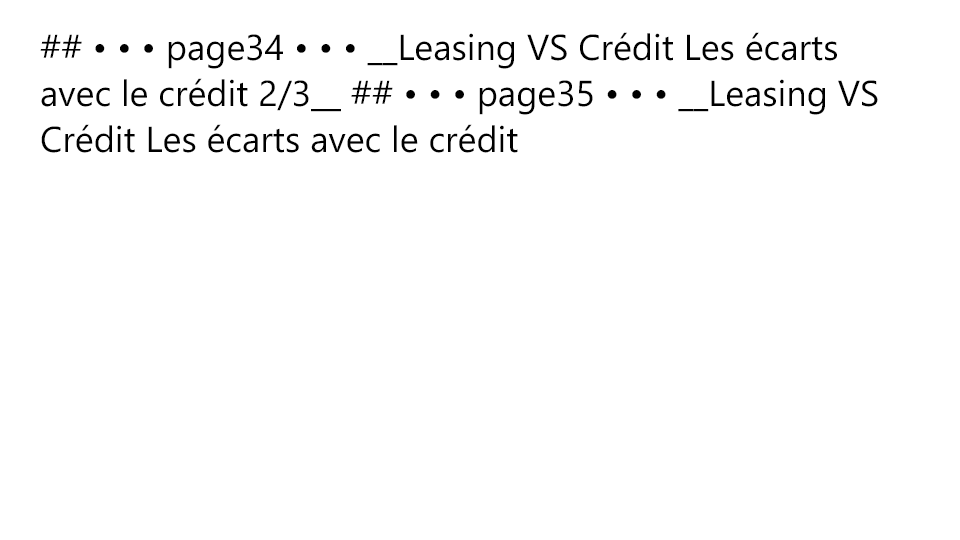 ## • • • page34 • • • __Leasing VS Crédit Les écarts
avec le crédit 2/3__ ## • • • page35 • • • __Leasing VS
Crédit Les écarts avec le crédit